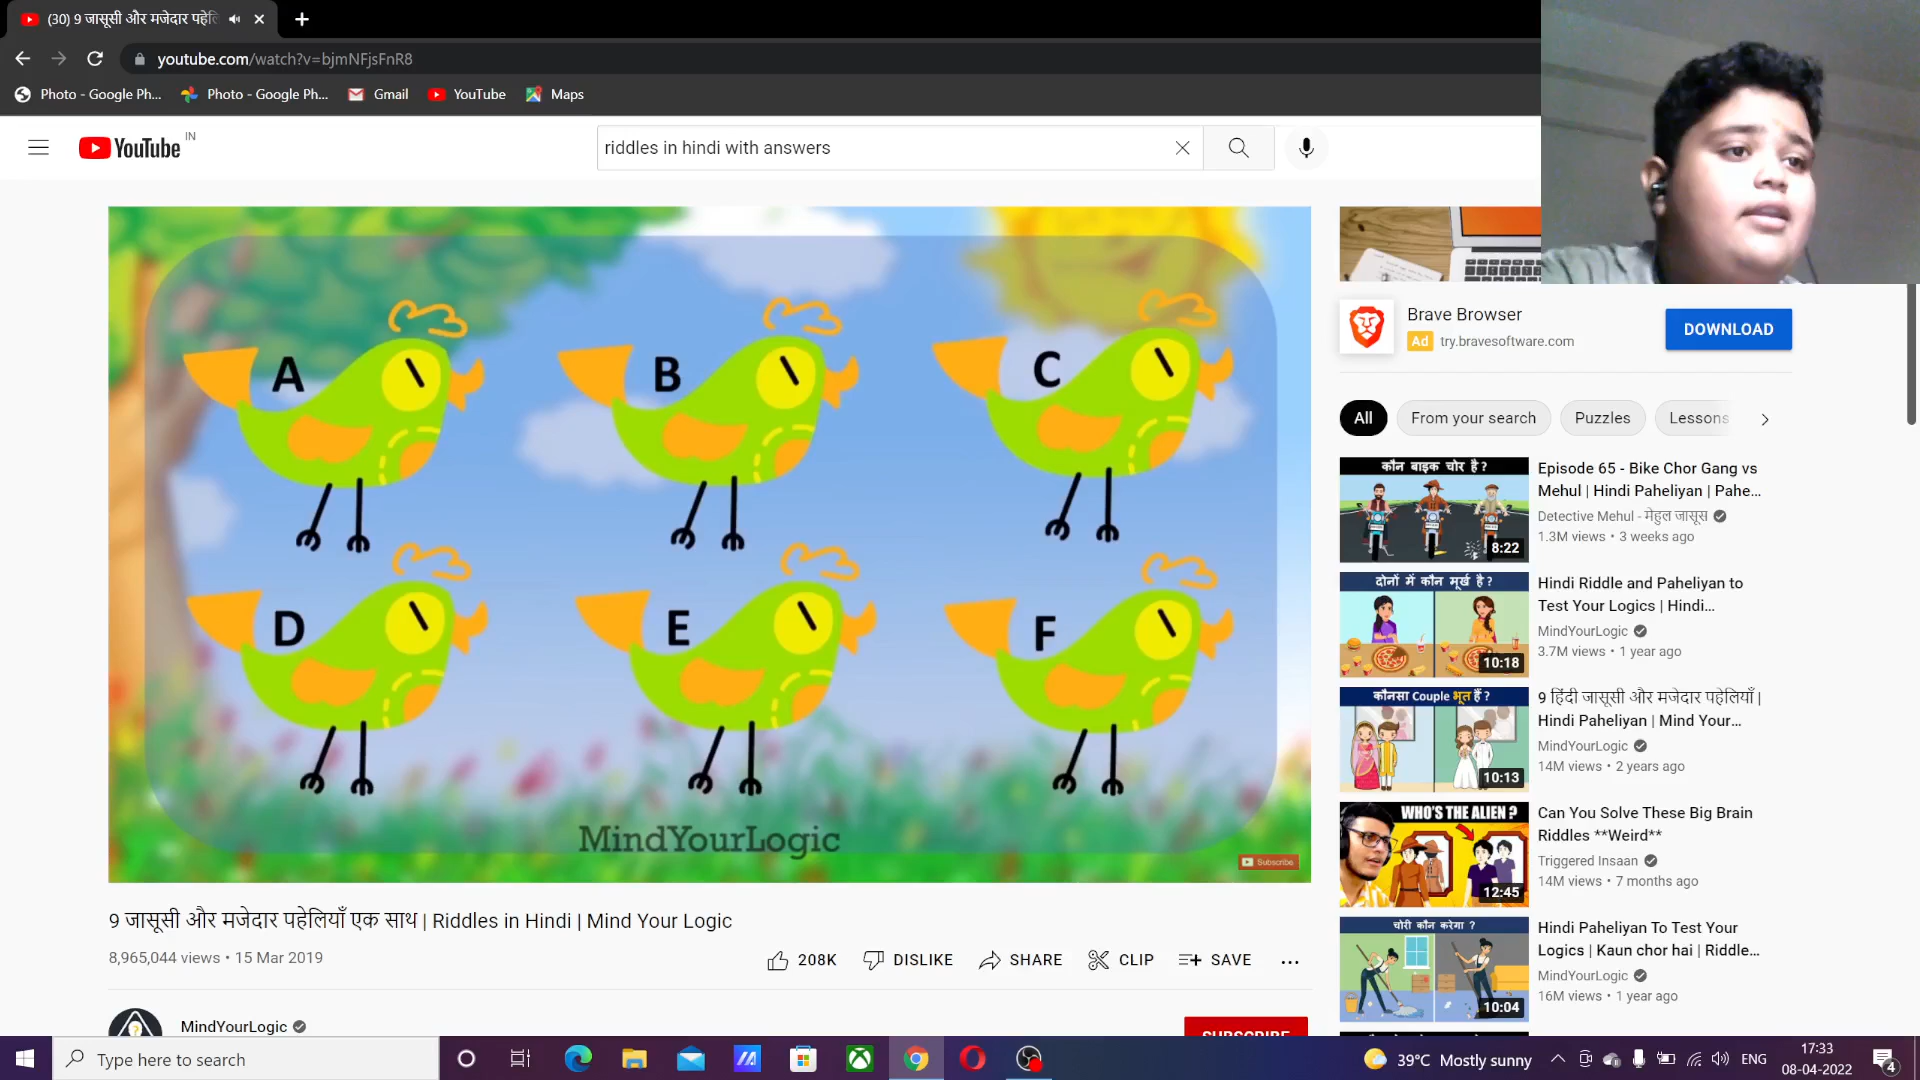 (30) 9 जासूसी और मजेदार पहेलि
youtube.com/watch?v=bjmNFjsFnR8
Photo - Google Ph...
Photo - Google Ph...
Gmail
YouTube
Maps
YouTube IN
riddles in hindi with answers
A
B
C
D
E
F
MindYourLogic
Subscribe
9 जासूसी और मजेदार पहेलियाँ एक साथ | Riddles in Hindi | Mind Your Logic
8,965,044 views • 15 Mar 2019
208K
DISLIKE
SHARE
CLIP
SAVE
MindYourLogic
SUBSCRIBE
Brave Browser
Ad try.bravesoftware.com
DOWNLOAD
All
From your search
Puzzles
Lessons
कौन बाइक चोर है ?
8:22
Episode 65 - Bike Chor Gang vs
Mehul | Hindi Paheliyan | Pahe...
Detective Mehul - मेहुल जासूस
1.3M views • 3 weeks ago
दोनों में कौन मूर्ख है ?
10:18
Hindi Riddle and Paheliyan to
Test Your Logics | Hindi...
MindYourLogic
3.7M views • 1 year ago
कौनसा Couple भूत हैं ?
10:13
9 हिंदी जासूसी और मजेदार पहेलियाँ |
Hindi Paheliyan | Mind Your...
MindYourLogic
14M views • 2 years ago
WHO'S THE ALIEN ?
12:45
Can You Solve These Big Brain
Riddles **Weird**
Triggered Insaan
14M views • 7 months ago
चोरी कौन करेगा ?
10:04
Hindi Paheliyan To Test Your
Logics | Kaun chor hai | Riddle...
MindYourLogic
16M views • 1 year ago
Type here to search
39°C Mostly sunny
ENG
17:33
08-04-2022
4